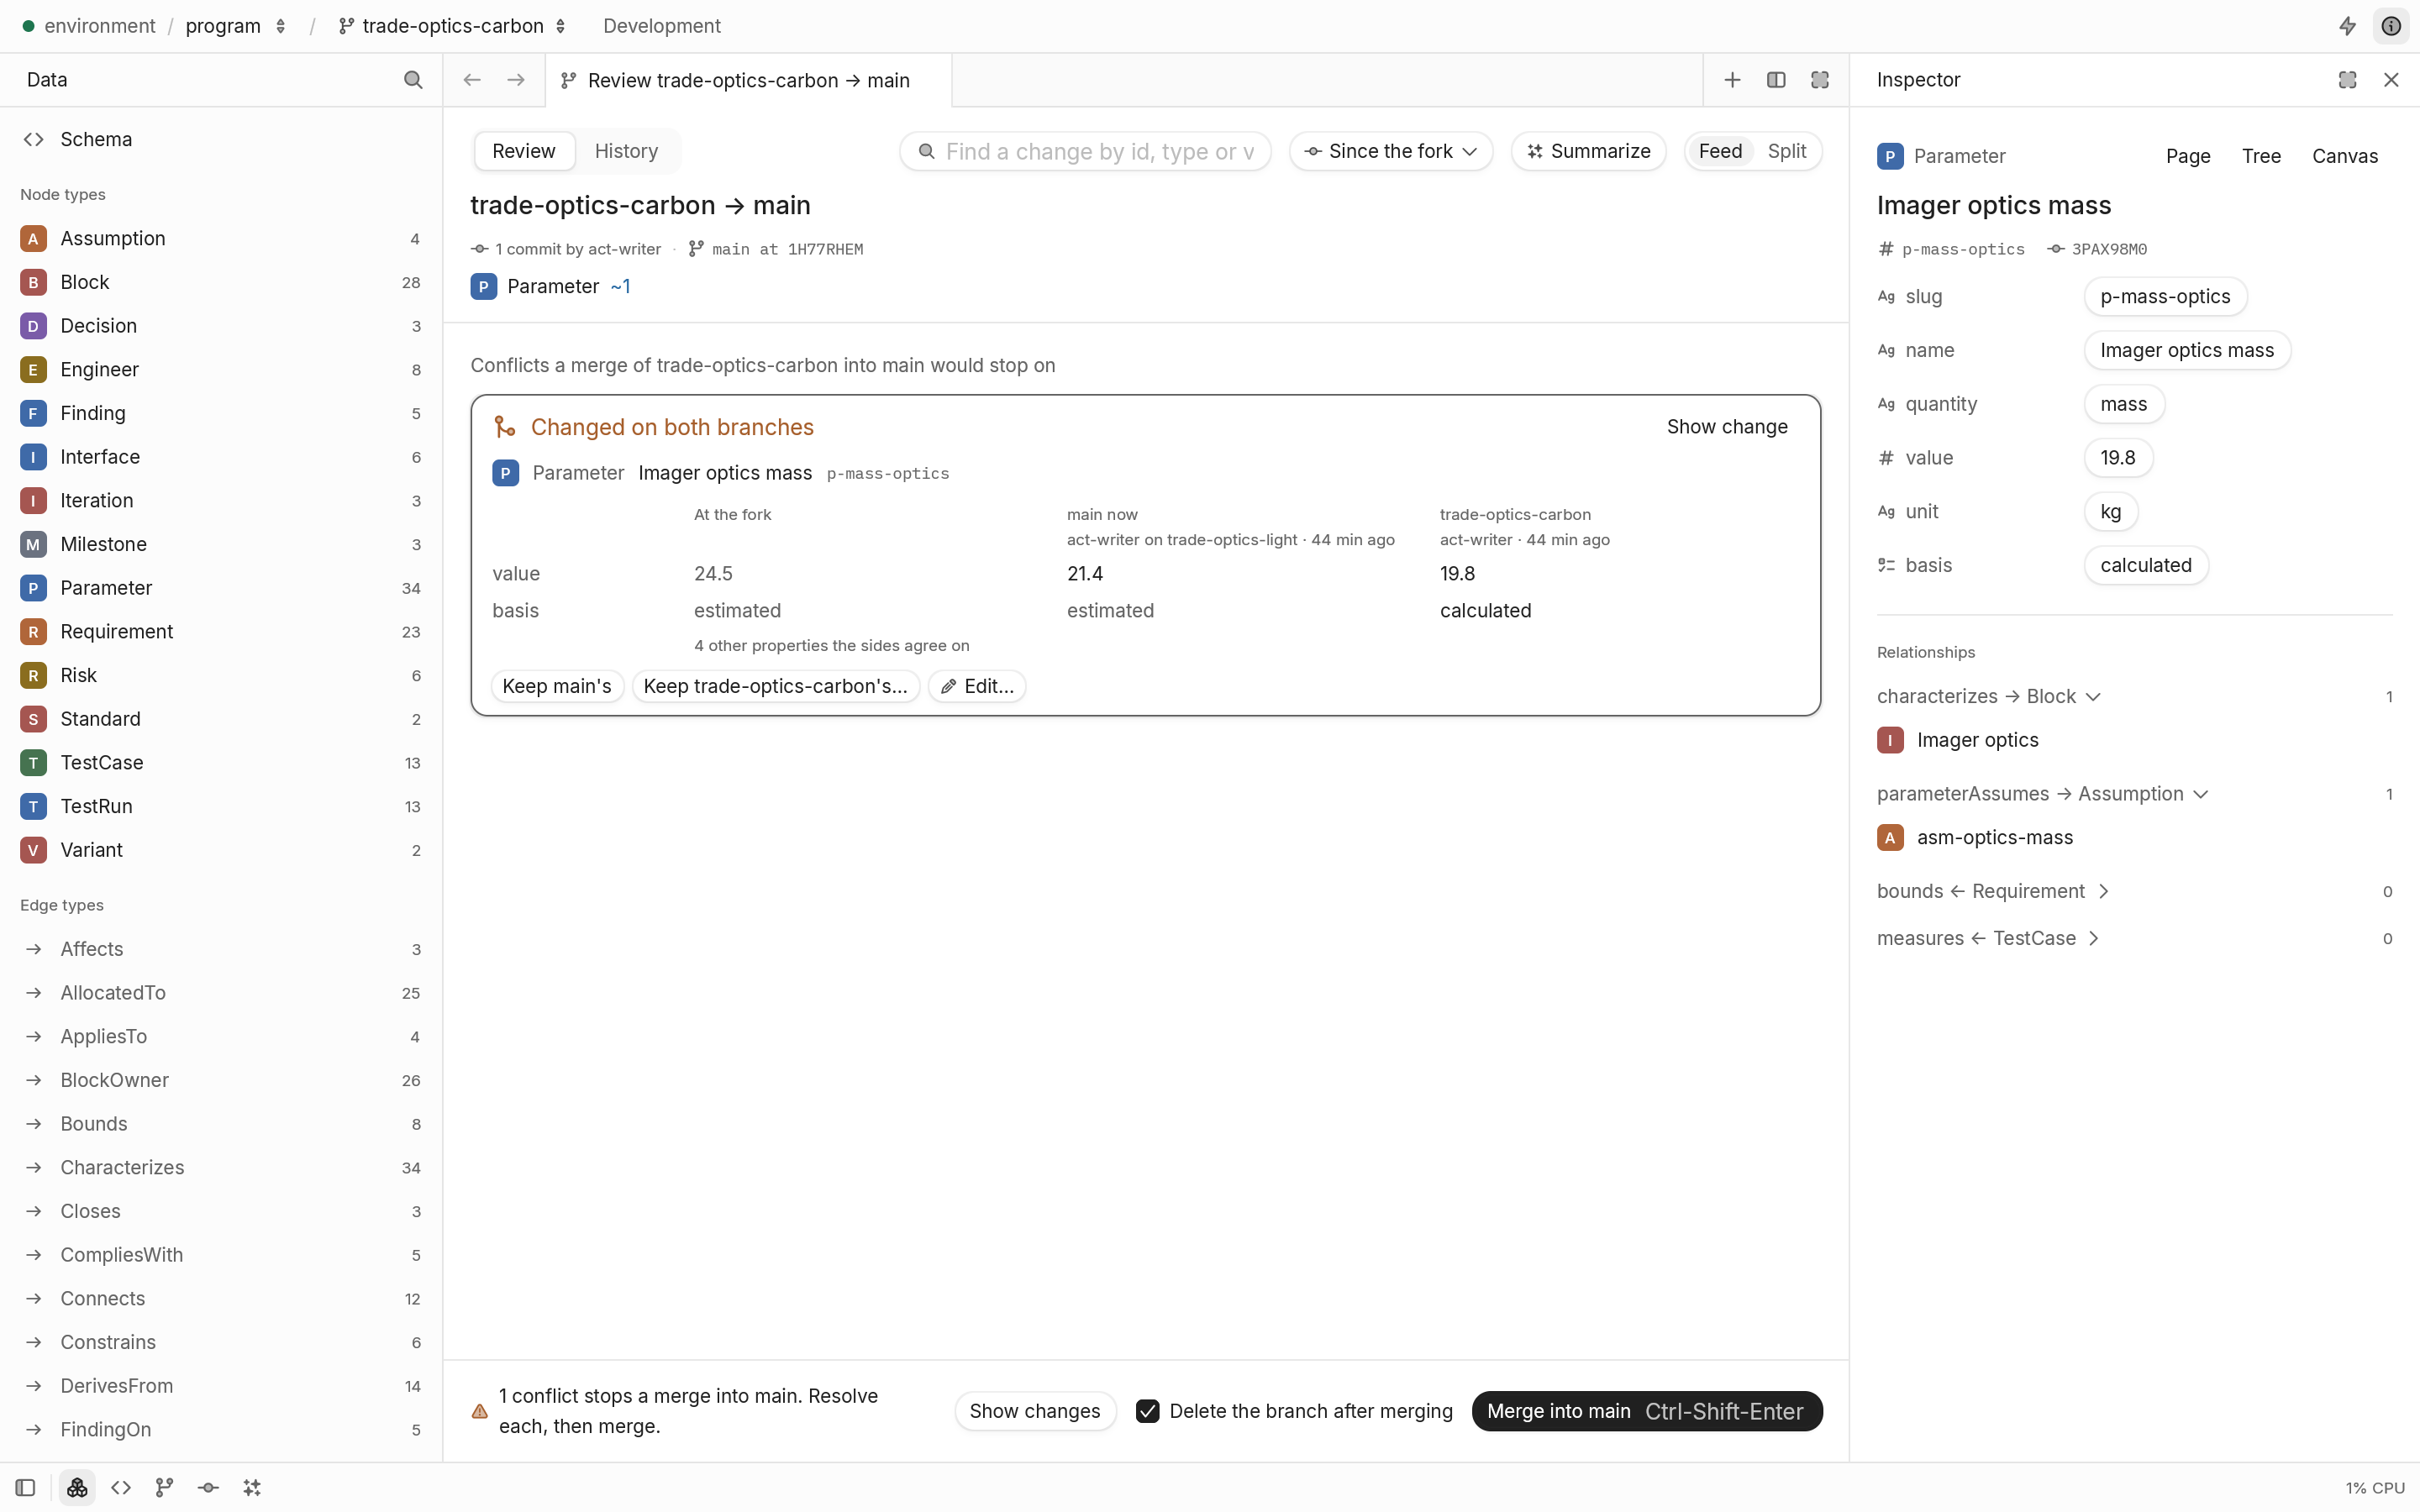 environment / program / trade-optics-carbon Development
Data
Review trade-optics-carbon → main
Inspector
Schema
Node types
A Assumption 4
B Block 28
D Decision 3
E Engineer 8
F Finding 5
I Interface 6
I Iteration 3
M Milestone 3
P Parameter 34
R Requirement 23
R Risk 6
S Standard 2
T TestCase 13
T TestRun 13
V Variant 2
Edge types
→ Affects 3
→ AllocatedTo 25
→ AppliesTo 4
→ BlockOwner 26
→ Bounds 8
→ Characterizes 34
→ Closes 3
→ CompliesWith 5
→ Connects 12
→ Constrains 6
→ DerivesFrom 14
→ FindingOn 5
Review History Find a change by id, type or v Since the fork Summarize Feed Split
trade-optics-carbon → main
1 commit by act-writer · main at 1H77RHEM
P Parameter ~1
Conflicts a merge of trade-optics-carbon into main would stop on
Changed on both branches Show change
P Parameter Imager optics mass p-mass-optics
At the fork main now trade-optics-carbon
act-writer on trade-optics-light · 44 min ago act-writer · 44 min ago
value 24.5 21.4 19.8
basis estimated estimated calculated
4 other properties the sides agree on
Keep main's Keep trade-optics-carbon's... Edit...
1 conflict stops a merge into main. Resolve
each, then merge.
Show changes Delete the branch after merging Merge into main Ctrl-Shift-Enter
P Parameter Page Tree Canvas
Imager optics mass
# p-mass-optics 3PAX98M0
Ag slug p-mass-optics
Ag name Imager optics mass
Ag quantity mass
# value 19.8
Ag unit kg
basis calculated
Relationships
characterizes → Block 1
I Imager optics
parameterAssumes → Assumption 1
A asm-optics-mass
bounds ← Requirement 0
measures ← TestCase 0
1% CPU